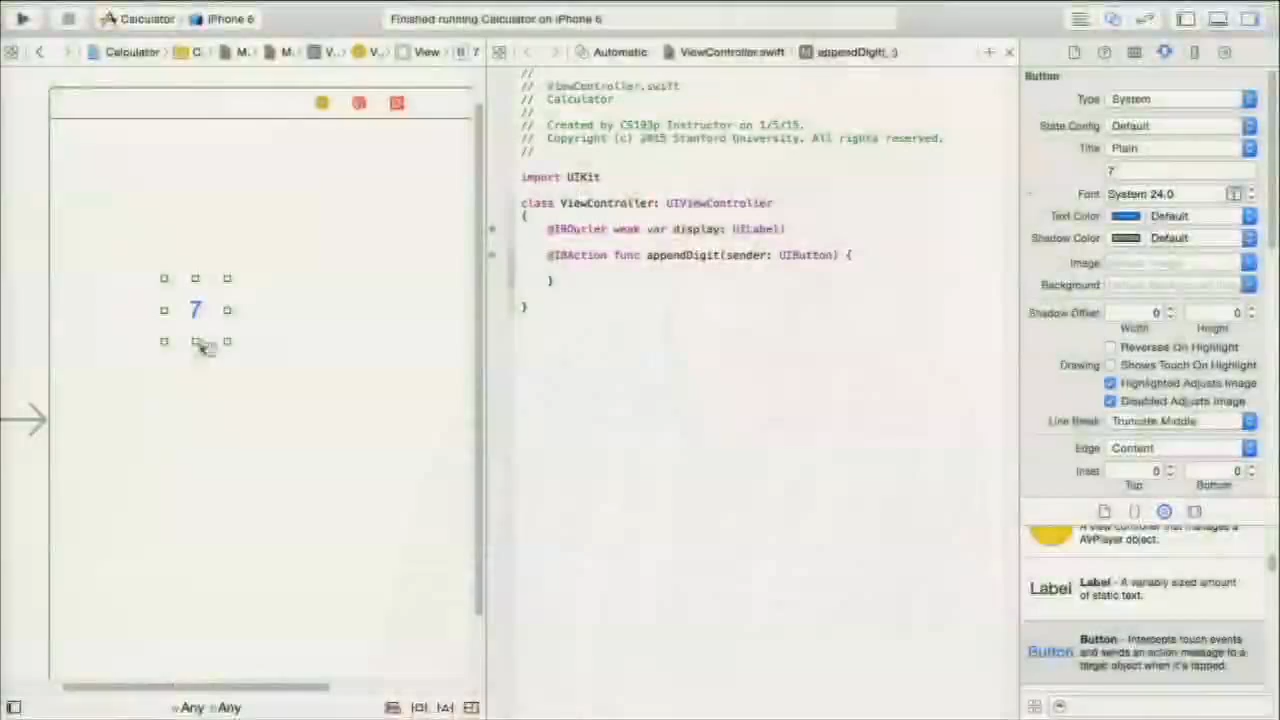 Calculator iPhone 6 Finished running Calculator on iPhone 6
Calculator C. M. M. V... V... View 7 Automatic ViewController.swift appendDigit(_:)
//
// ViewController.swift
// Calculator
//
// Created by CS193p Instructor on 1/5/15.
// Copyright (c) 2015 Stanford University. All rights reserved.
//
import UIKit
class ViewController: UIViewController
{
@IBOutlet weak var display: UILabel!
@IBAction func appendDigit(sender: UIButton) {
}
}
7
Any Any
Button
Type System
State Config Default
Title Plain
7
Font System 24.0
Text Color Default
Shadow Color Default
Image
Background
Shadow Offset 0 0
Width Height
Reverses On Highlight
Drawing Shows Touch On Highlight
Highlighted Adjusts Image
Disabled Adjusts Image
Line Break Truncate Middle
Edge Content
Inset 0 0
Top Bottom
A view controller that manages a
AVPlayer object.
Label Label - A variably sized amount
of static text.
Button Button - Intercepts touch events
and sends an action message to a
target object when it's tapped.